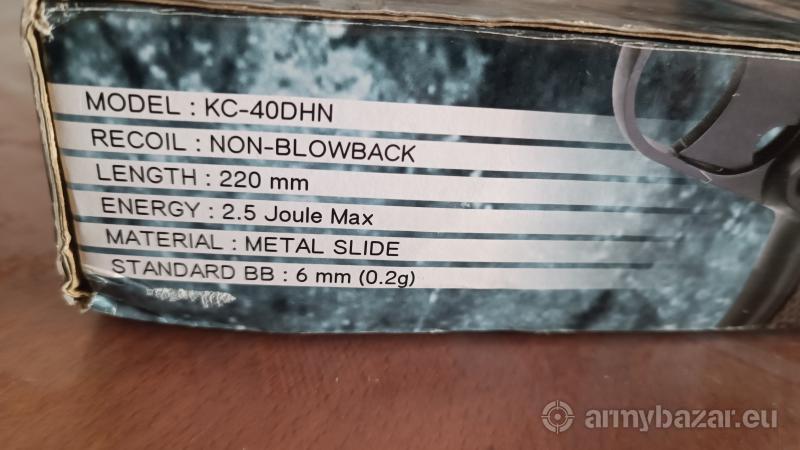 MODEL : KC-40DHN
RECOIL : NON-BLOWBACK
LENGTH : 220 mm
ENERGY : 2.5 Joule Max
MATERIAL : METAL SLIDE
STANDARD BB : 6 mm (0.2g)
armybazar.eu